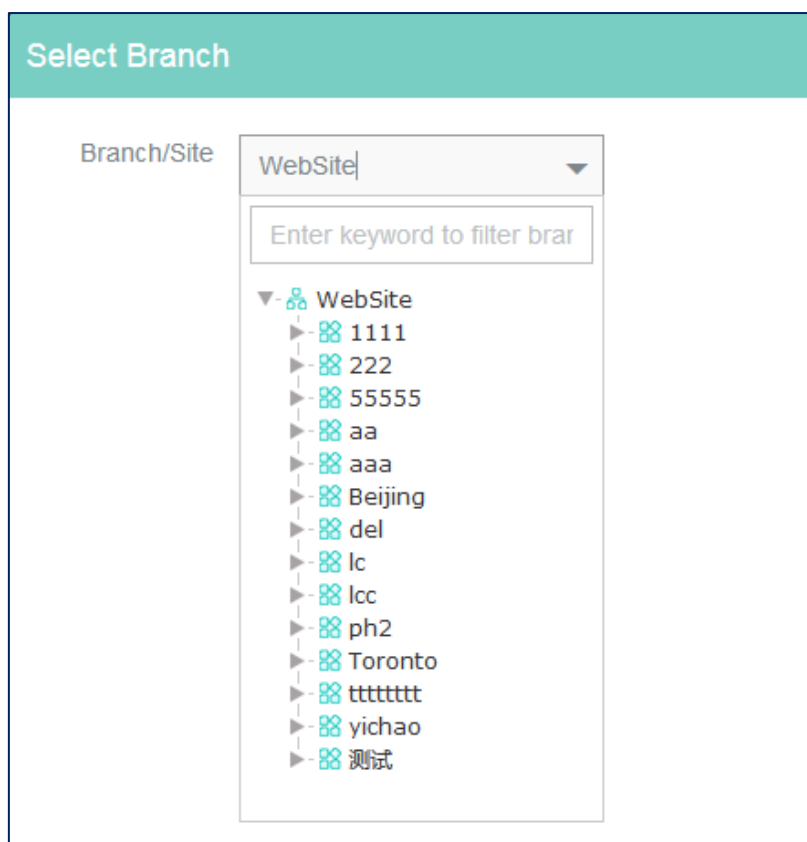 Select Branch
Branch/Site
WebSite
Enter keyword to filter brar
WebSite
1111
222
55555
aa
aaa
Beijing
del
lc
lcc
ph2
Toronto
tttttttt
yichao
测试